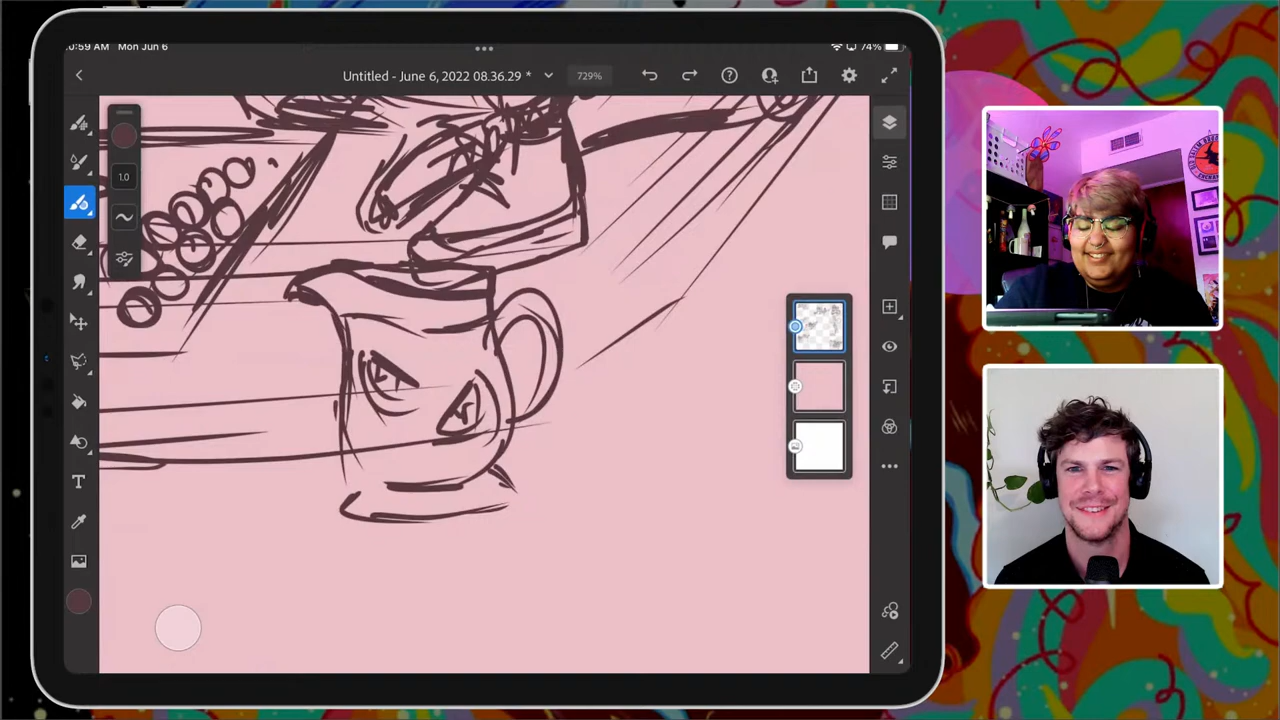 :59 AM Mon Jun 6
74%
Untitled - June 6, 2022 08.36.29 *
729%
1.0
T